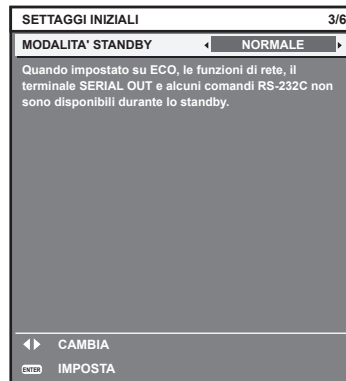 SETTAGGI INIZIALI 3/6
MODALITA' STANDBY NORMALE
Quando impostato su ECO, le funzioni di rete, il
terminale SERIAL OUT e alcuni comandi RS-232C non
sono disponibili durante lo standby.
CAMBIA
ENTER IMPOSTA